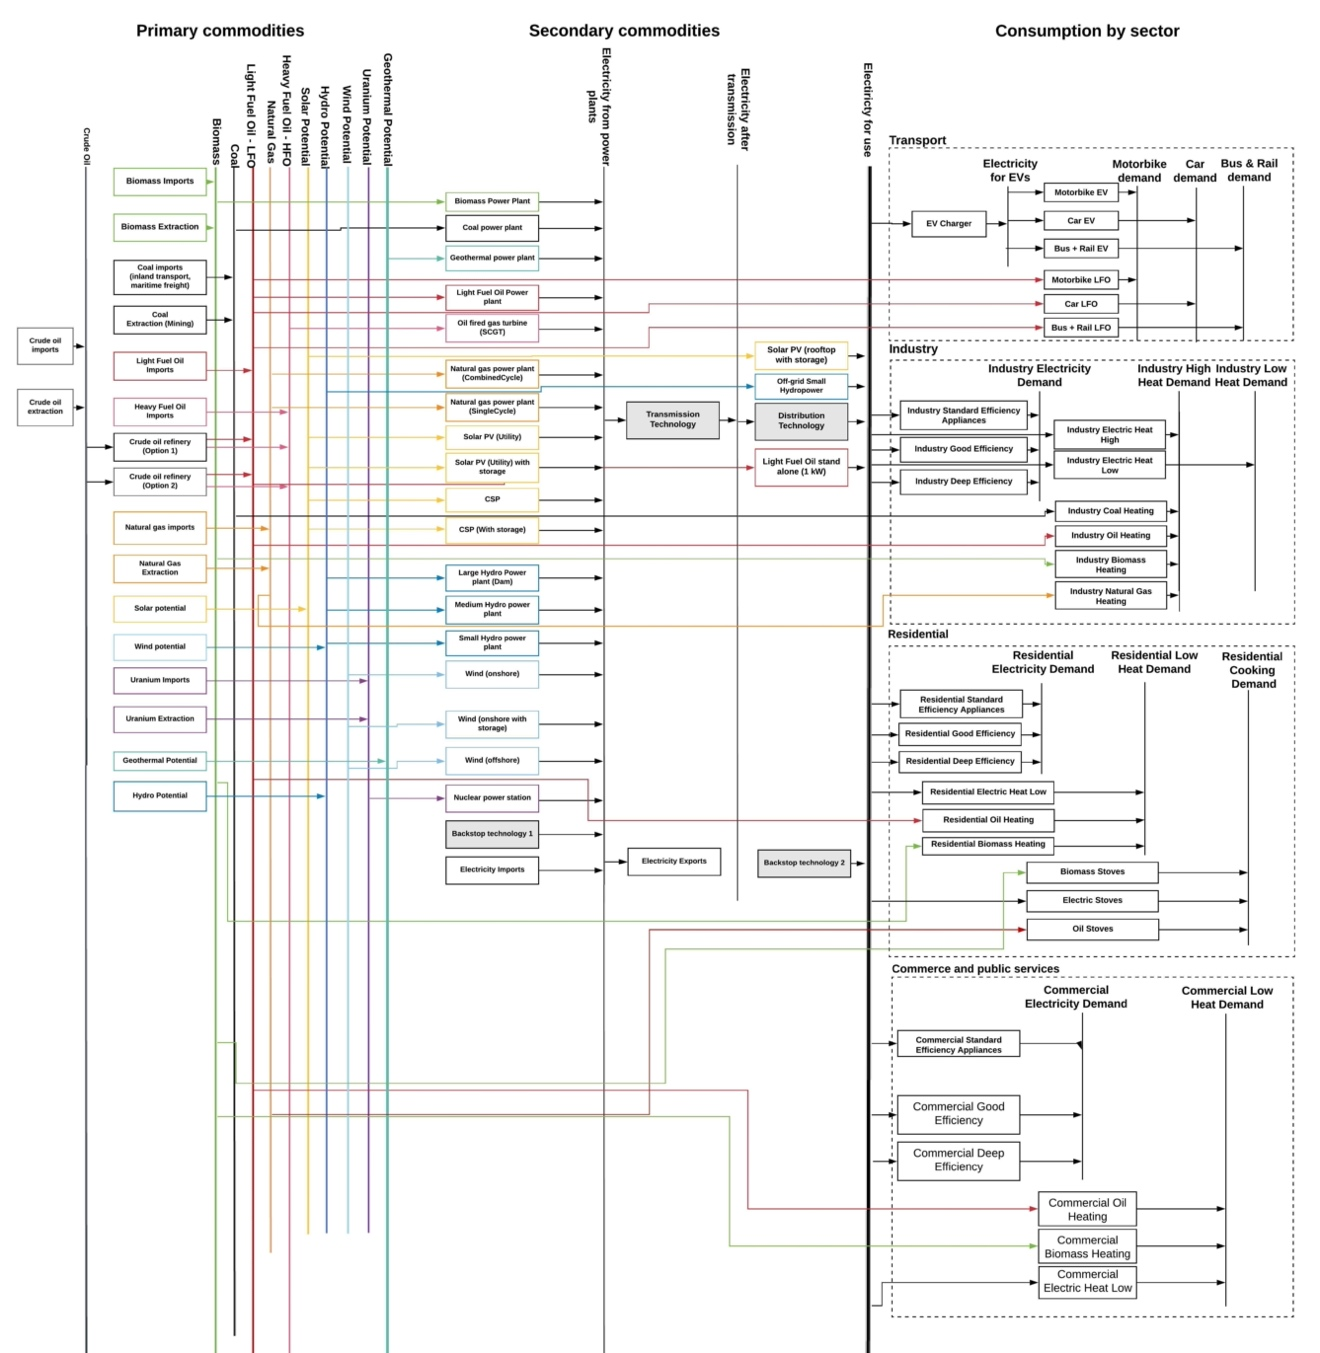 Primary commodities
Secondary commodities
Consumption by sector
Crude Oil
Biomass
Coal
Light Fuel Oil - LFO
Natural Gas
Heavy Fuel Oil - HFO
Solar Potential
Hydro Potential
Wind Potential
Uranium Potential
Geothermal Potential
Electricity from power
plants
Electricity after
transmission
Electiricty for use
Crude oil
imports
Crude oil
extraction
Biomass Imports
Biomass Extraction
Coal imports
(inland transport,
maritime freight)
Coal
Extraction (Mining)
Light Fuel Oil
Imports
Heavy Fuel Oil
Imports
Crude oil refinery
(Option 1)
Crude oil refinery
(Option 2)
Natural gas imports
Natural Gas
Extraction
Solar potential
Wind potential
Uranium Imports
Uranium Extraction
Geothermal Potential
Hydro Potential
Biomass Power Plant
Coal power plant
Geothermal power plant
Light Fuel Oil Power
plant
Oil fired gas turbine
(SCGT)
Natural gas power plant
(CombinedCycle)
Natural gas power plant
(SingleCycle)
Solar PV (Utility)
Solar PV (Utility) with
storage
CSP
CSP (With storage)
Large Hydro Power
plant (Dam)
Medium Hydro power
plant
Small Hydro power
plant
Wind (onshore)
Wind (onshore with
storage)
Wind (offshore)
Nuclear power station
Backstop technology 1
Electricity Imports
Transmission
Technology
Electricity Exports
Solar PV (rooftop
with storage)
Off-grid Small
Hydropower
Distribution
Technology
Light Fuel Oil stand
alone (1 kW)
Backstop technology 2
Transport
Electricity
for EVs
Motorbike
demand
Car
demand
Bus & Rail
demand
EV Charger
Motorbike EV
Car EV
Bus + Rail EV
Motorbike LFO
Car LFO
Bus + Rail LFO
Industry
Industry Electricity
Demand
Industry High
Heat Demand
Industry Low
Heat Demand
Industry Standard Efficiency
Appliances
Industry Good Efficiency
Industry Deep Efficiency
Industry Electric Heat
High
Industry Electric Heat
Low
Industry Coal Heating
Industry Oil Heating
Industry Biomass
Heating
Industry Natural Gas
Heating
Residential
Residential
Electricity Demand
Residential Low
Heat Demand
Residential
Cooking
Demand
Residential Standard
Efficiency Appliances
Residential Good Efficiency
Residential Deep Efficiency
Residential Electric Heat Low
Residential Oil Heating
Residential Biomass Heating
Biomass Stoves
Electric Stoves
Oil Stoves
Commerce and public services
Commercial
Electricity Demand
Commercial Low
Heat Demand
Commercial Standard
Efficiency Appliances
Commercial Good
Efficiency
Commercial Deep
Efficiency
Commercial Oil
Heating
Commercial
Biomass Heating
Commercial
Electric Heat Low